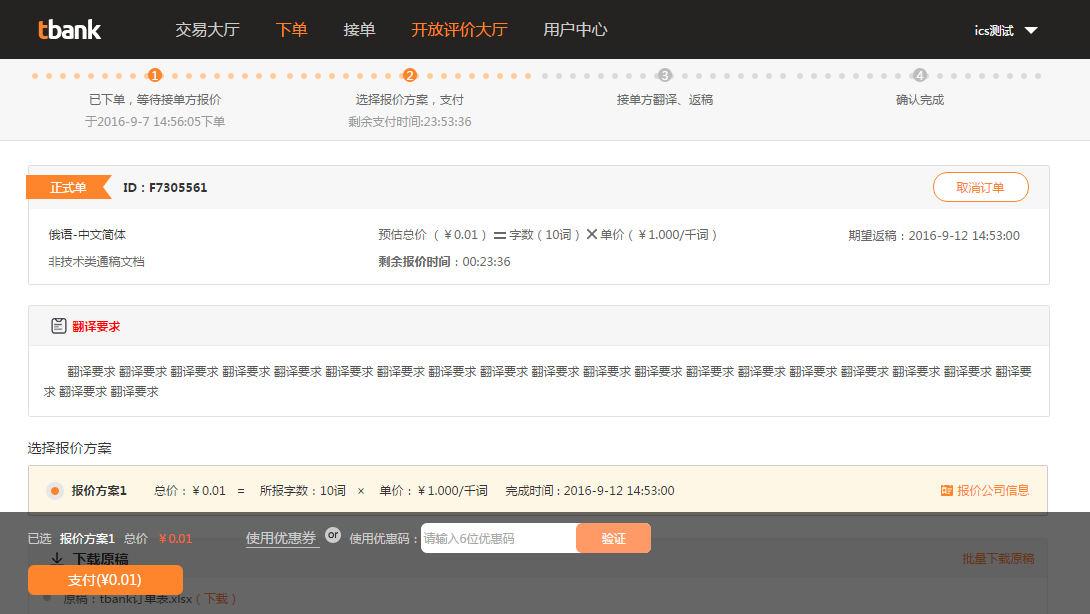 tbank 交易大厅 下单 接单 开放评价大厅 用户中心 ics测试
1 2 3 4
已下单，等待接单方报价 选择报价方案，支付 接单方翻译、返稿 确认完成
于2016-9-7 14:56:05下单 剩余支付时间:23:53:36
正式单 ID：F7305561 取消订单
俄语-中文简体 预估总价（￥0.01）=字数（10词）×单价（￥1.000/千词） 期望返稿：2016-9-12 14:53:00
非技术类通稿文档 剩余报价时间：00:23:36
翻译要求
翻译要求 翻译要求 翻译要求 翻译要求 翻译要求 翻译要求 翻译要求 翻译要求 翻译要求 翻译要求 翻译要求 翻译要求 翻译要求 翻译要求 翻译要求 翻译要求 翻译要求 翻译要求 翻译要
求 翻译要求 翻译要求
选择报价方案
报价方案1 总价：￥0.01 = 所报字数：10词 × 单价：￥1.000/千词 完成时间：2016-9-12 14:53:00 报价公司信息
已选 报价方案1 总价 ￥0.01 使用优惠券 or 使用优惠码： 请输入6位优惠码 验证
下载原稿 批量下载原稿
支付(¥0.01)
原稿：tbank订单表.xlsx（下载）